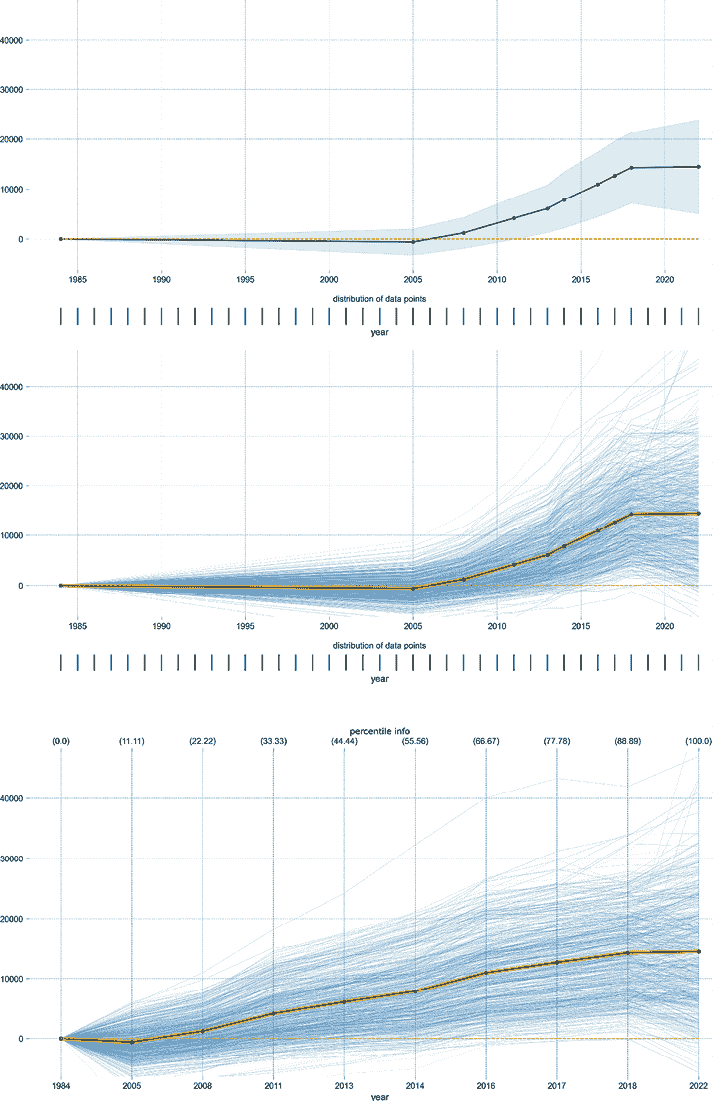 40000
30000
20000
10000
0
1985 1990 1995 2000 2005 2010 2015 2020
distribution of data points
year
40000
30000
20000
10000
0
1985 1990 1995 2000 2005 2010 2015 2020
distribution of data points
year
percentile info
(0.0) (11.11) (22.22) (33.33) (44.44) (55.56) (66.67) (77.78) (88.89) (100.0)
40000
30000
20000
10000
0
1984 2005 2008 2011 2013 2014 2016 2017 2018 2022
year